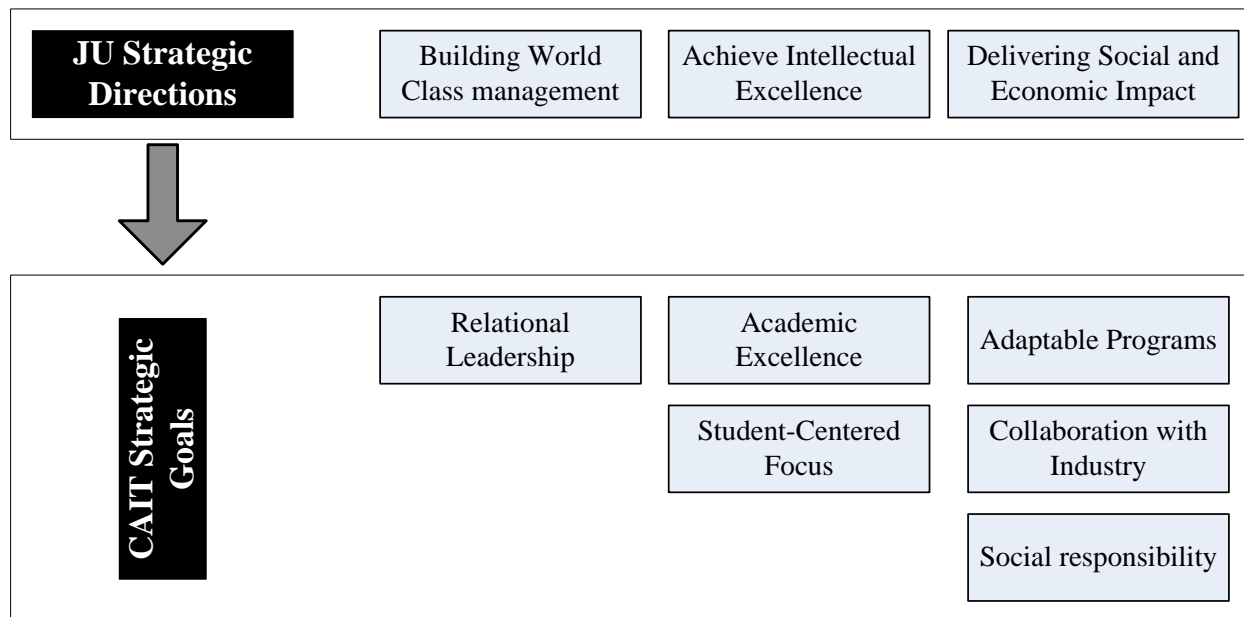 JU Strategic
Directions
Building World
Class management
Achieve Intellectual
Excellence
Delivering Social and
Economic Impact
CAIT Strategic
Goals
Relational
Leadership
Academic
Excellence
Adaptable Programs
Student-Centered
Focus
Collaboration with
Industry
Social responsibility